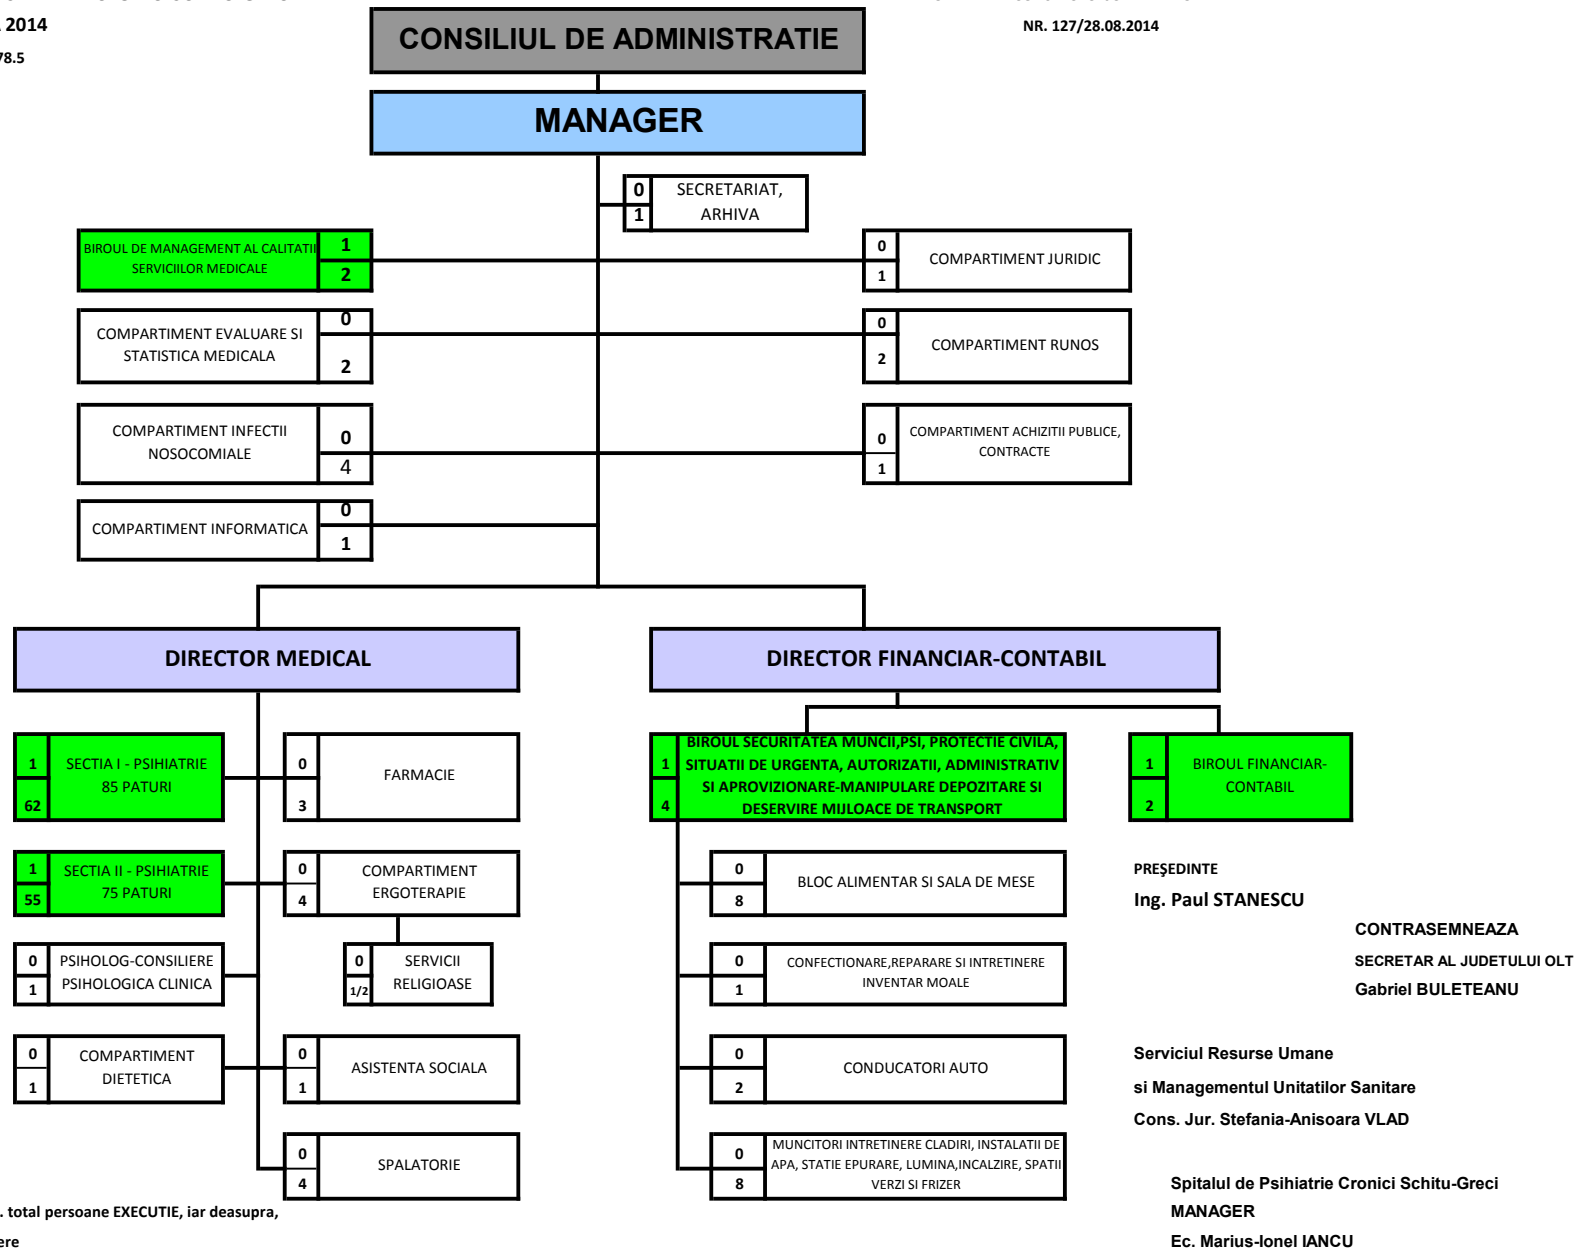 2014
NR. 127/28.08.2014
78.5
CONSILIUL DE ADMINISTRATIE
MANAGER
0
1
SECRETARIAT,
ARHIVA
BIROUL DE MANAGEMENT AL CALITATII
SERVICIILOR MEDICALE
1
2
0
1
COMPARTIMENT JURIDIC
COMPARTIMENT EVALUARE SI
STATISTICA MEDICALA
0
2
0
2
COMPARTIMENT RUNOS
COMPARTIMENT INFECTII
NOSOCOMIALE
0
4
0
1
COMPARTIMENT ACHIZITII PUBLICE,
CONTRACTE
COMPARTIMENT INFORMATICA
0
1
DIRECTOR MEDICAL
DIRECTOR FINANCIAR-CONTABIL
1
62
SECTIA I - PSIHIATRIE
85 PATURI
0
3
FARMACIE
1
4
BIROUL SECURITATEA MUNCII,PSI, PROTECTIE CIVILA,
SITUATII DE URGENTA, AUTORIZATII, ADMINISTRATIV
SI APROVIZIONARE-MANIPULARE DEPOZITARE SI
DESERVIRE MIJLOACE DE TRANSPORT
1
2
BIROUL FINANCIAR-
CONTABIL
1
55
SECTIA II - PSIHIATRIE
75 PATURI
0
4
COMPARTIMENT
ERGOTERAPIE
0
8
BLOC ALIMENTAR SI SALA DE MESE
PREŞEDINTE
Ing. Paul STANESCU
CONTRASEMNEAZA
SECRETAR AL JUDETULUI OLT
Gabriel BULETEANU
0
1
PSIHOLOG-CONSILIERE
PSIHOLOGICA CLINICA
0
1/2
SERVICII
RELIGIOASE
0
1
CONFECTIONARE,REPARARE SI INTRETINERE
INVENTAR MOALE
0
1
COMPARTIMENT
DIETETICA
0
1
ASISTENTA SOCIALA
0
2
CONDUCATORI AUTO
Serviciul Resurse Umane
si Managementul Unitatilor Sanitare
Cons. Jur. Stefania-Anisoara VLAD
0
4
SPALATORIE
0
8
MUNCITORI INTRETINERE CLADIRI, INSTALATII DE
APA, STATIE EPURARE, LUMINA,INCALZIRE, SPATII
VERZI SI FRIZER
Spitalul de Psihiatrie Cronici Schitu-Greci
MANAGER
Ec. Marius-Ionel IANCU
. total persoane EXECUTIE, iar deasupra,
ere